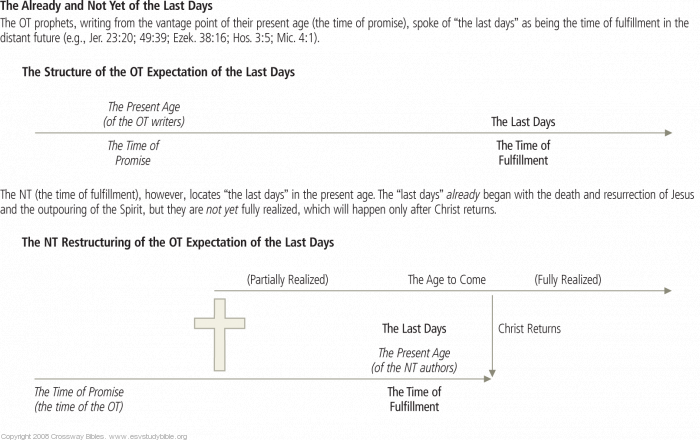 The Already and Not Yet of the Last Days
The OT prophets, writing from the vantage point of their present age (the time of promise), spoke of “the last days” as being the time of fulfillment in the
distant future (e.g., Jer. 23:20; 49:39; Ezek. 38:16; Hos. 3:5; Mic. 4:1).
The Structure of the OT Expectation of the Last Days
The Present Age
(of the OT writers)
The Last Days
The Time of
Promise
The Time of
Fulfillment
The NT (the time of fulfillment), however, locates “the last days” in the present age. The “last days” already began with the death and resurrection of Jesus
and the outpouring of the Spirit, but they are not yet fully realized, which will happen only after Christ returns.
The NT Restructuring of the OT Expectation of the Last Days
(Partially Realized) The Age to Come (Fully Realized)
The Last Days
Christ Returns
The Present Age
(of the NT authors)
The Time of Promise
(the time of the OT)
The Time of
Fulfillment
Copyright 2008 Crossway Bibles. www.esvstudybible.org